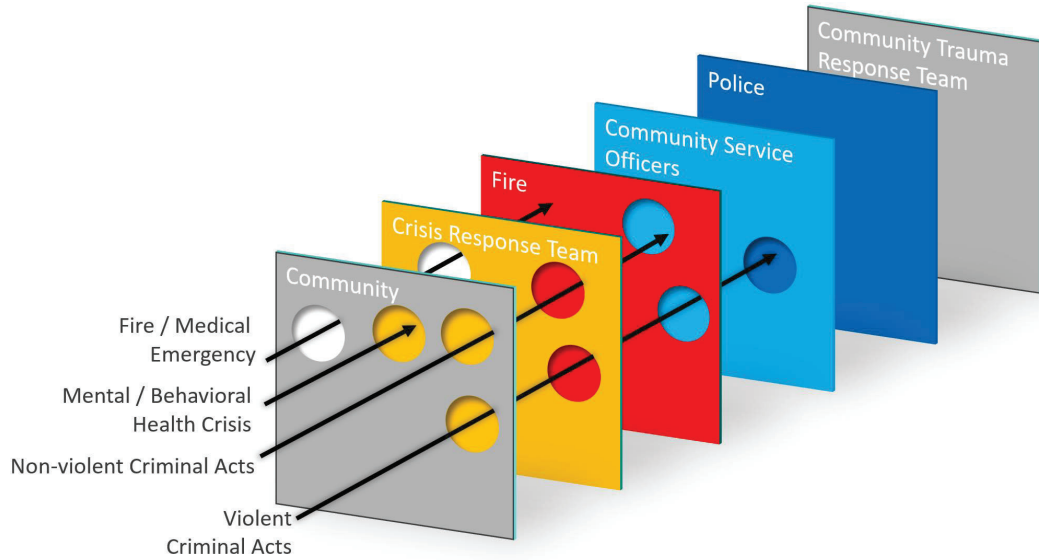 Community Trauma
Response Team
Police
Community Service
Officers
Fire
Crisis Response Team
Community
Fire / Medical
Emergency
Mental / Behavioral
Health Crisis
Non-violent Criminal Acts
Violent
Criminal Acts